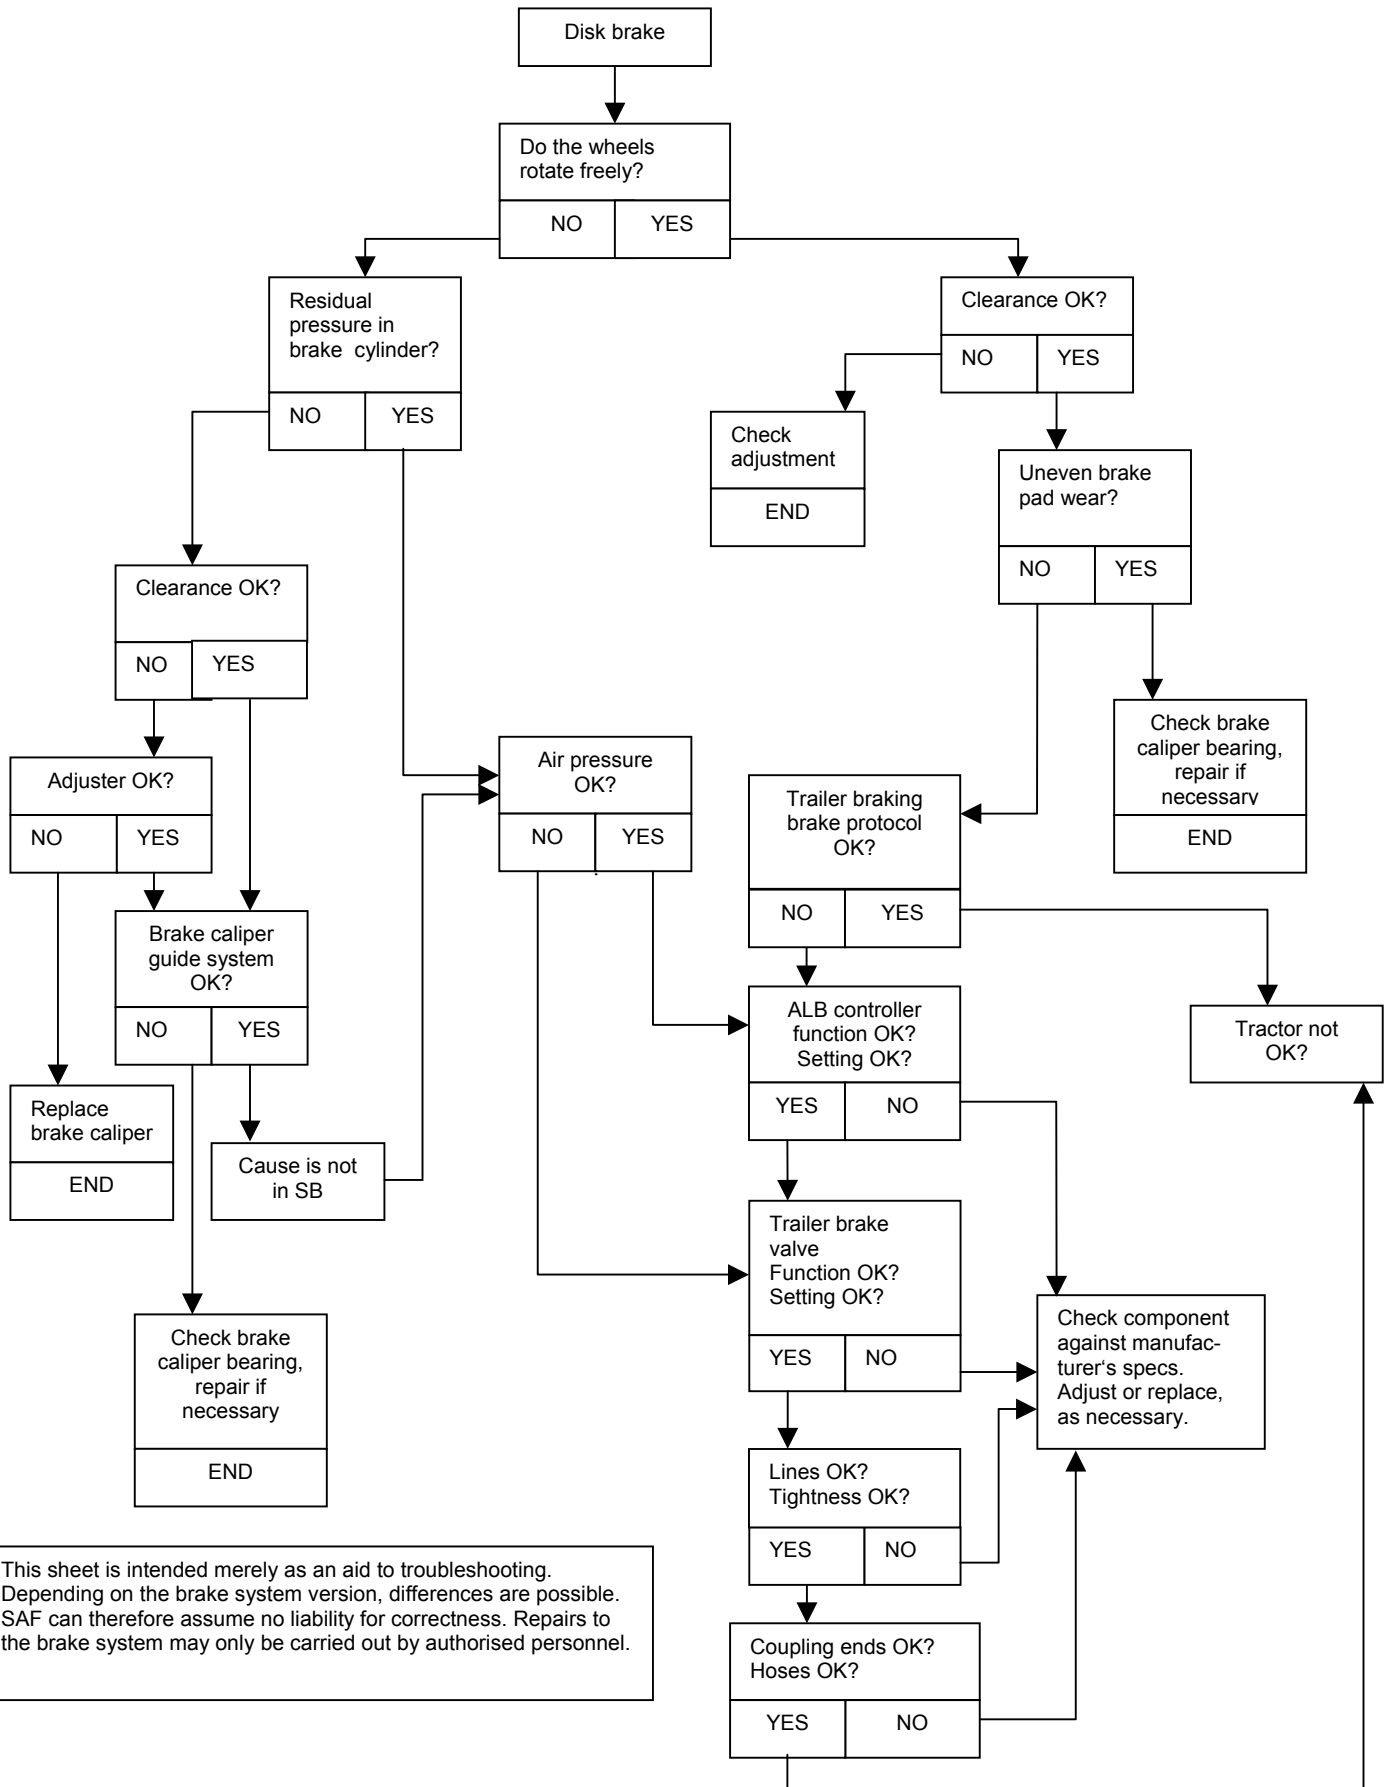 Disk brake
Do the wheels
rotate freely?
NO
YES
Residual
pressure in
brake  cylinder?
NO
YES
Clearance OK?
NO
YES
Check
adjustment
END
Uneven brake
pad wear?
NO
YES
Clearance OK?
NO
YES
Check brake
caliper bearing,
repair if
necessary
END
Adjuster OK?
NO
YES
Air pressure
OK?
NO
YES
Trailer braking
brake protocol
OK?
NO
YES
Brake caliper
guide system
OK?
NO
YES
ALB controller
function OK?
Setting OK?
YES
NO
Tractor not
OK?
Replace
brake caliper
END
Cause is not
in SB
Trailer brake
valve
Function OK?
Setting OK?
YES
NO
Check component
against manufac-
turer‘s specs.
Adjust or replace,
as necessary.
Check brake
caliper bearing,
repair if
necessary
END
Lines OK?
Tightness OK?
YES
NO
This sheet is intended merely as an aid to troubleshooting.
Depending on the brake system version, differences are possible.
SAF can therefore assume no liability for correctness. Repairs to
the brake system may only be carried out by authorised personnel.
Coupling ends OK?
Hoses OK?
YES
NO